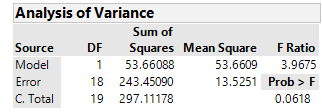 Analysis of Variance
Sum of
Source DF Squares Mean Square F Ratio
Model 1 53.66088 53.6609 3.9675
Error 18 243.45090 13.5251 Prob > F
C. Total 19 297.11178 0.0618